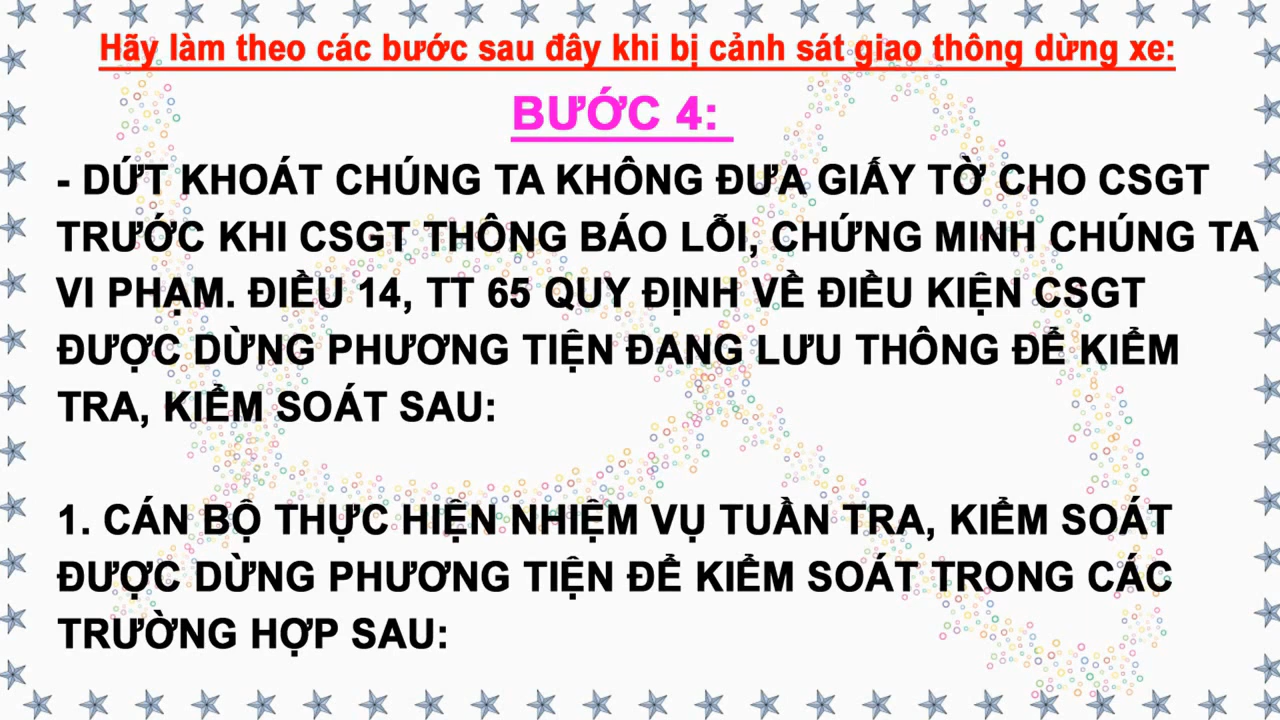 Hãy làm theo các bước sau đây khi bị cảnh sát giao thông dừng xe:
BƯỚC 4:
- DỨT KHOÁT CHÚNG TA KHÔNG ĐƯA GIẤY TỜ CHO CSGT
TRƯỚC KHI CSGT THÔNG BÁO LỖI, CHỨNG MINH CHÚNG TA
VI PHẠM. ĐIỀU 14, TT 65 QUY ĐỊNH VỀ ĐIỀU KIỆN CSGT
ĐƯỢC DỪNG PHƯƠNG TIỆN ĐANG LƯU THÔNG ĐỂ KIỂM
TRA, KIỂM SOÁT SAU:
1. CÁN BỘ THỰC HIỆN NHIỆM VỤ TUẦN TRA, KIỂM SOÁT
ĐƯỢC DỪNG PHƯƠNG TIỆN ĐỂ KIỂM SOÁT TRONG CÁC
TRƯỜNG HỢP SAU: